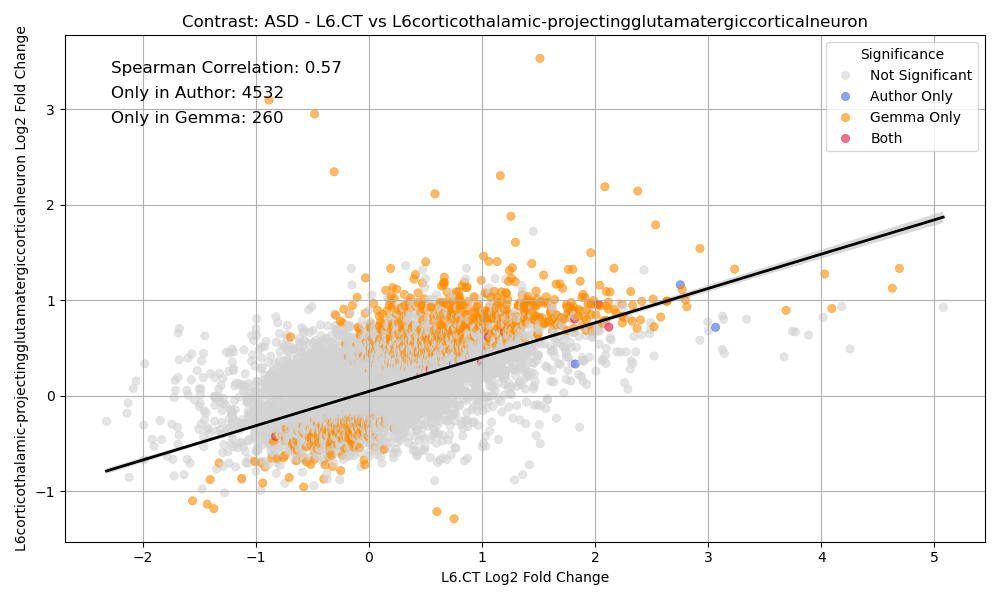 Contrast: ASD - L6.CT vs L6corticothalamic-projectingglutamatergiccorticalneuron
Spearman Correlation: 0.57
Only in Author: 4532
Only in Gemma: 260
Significance
Not Significant
Author Only
Gemma Only
Both
L6corticothalamic-projectingglutamatergiccorticalneuron Log2 Fold Change
3
2
1
0
−1
−2
−1
0
1
2
3
4
5
L6.CT Log2 Fold Change